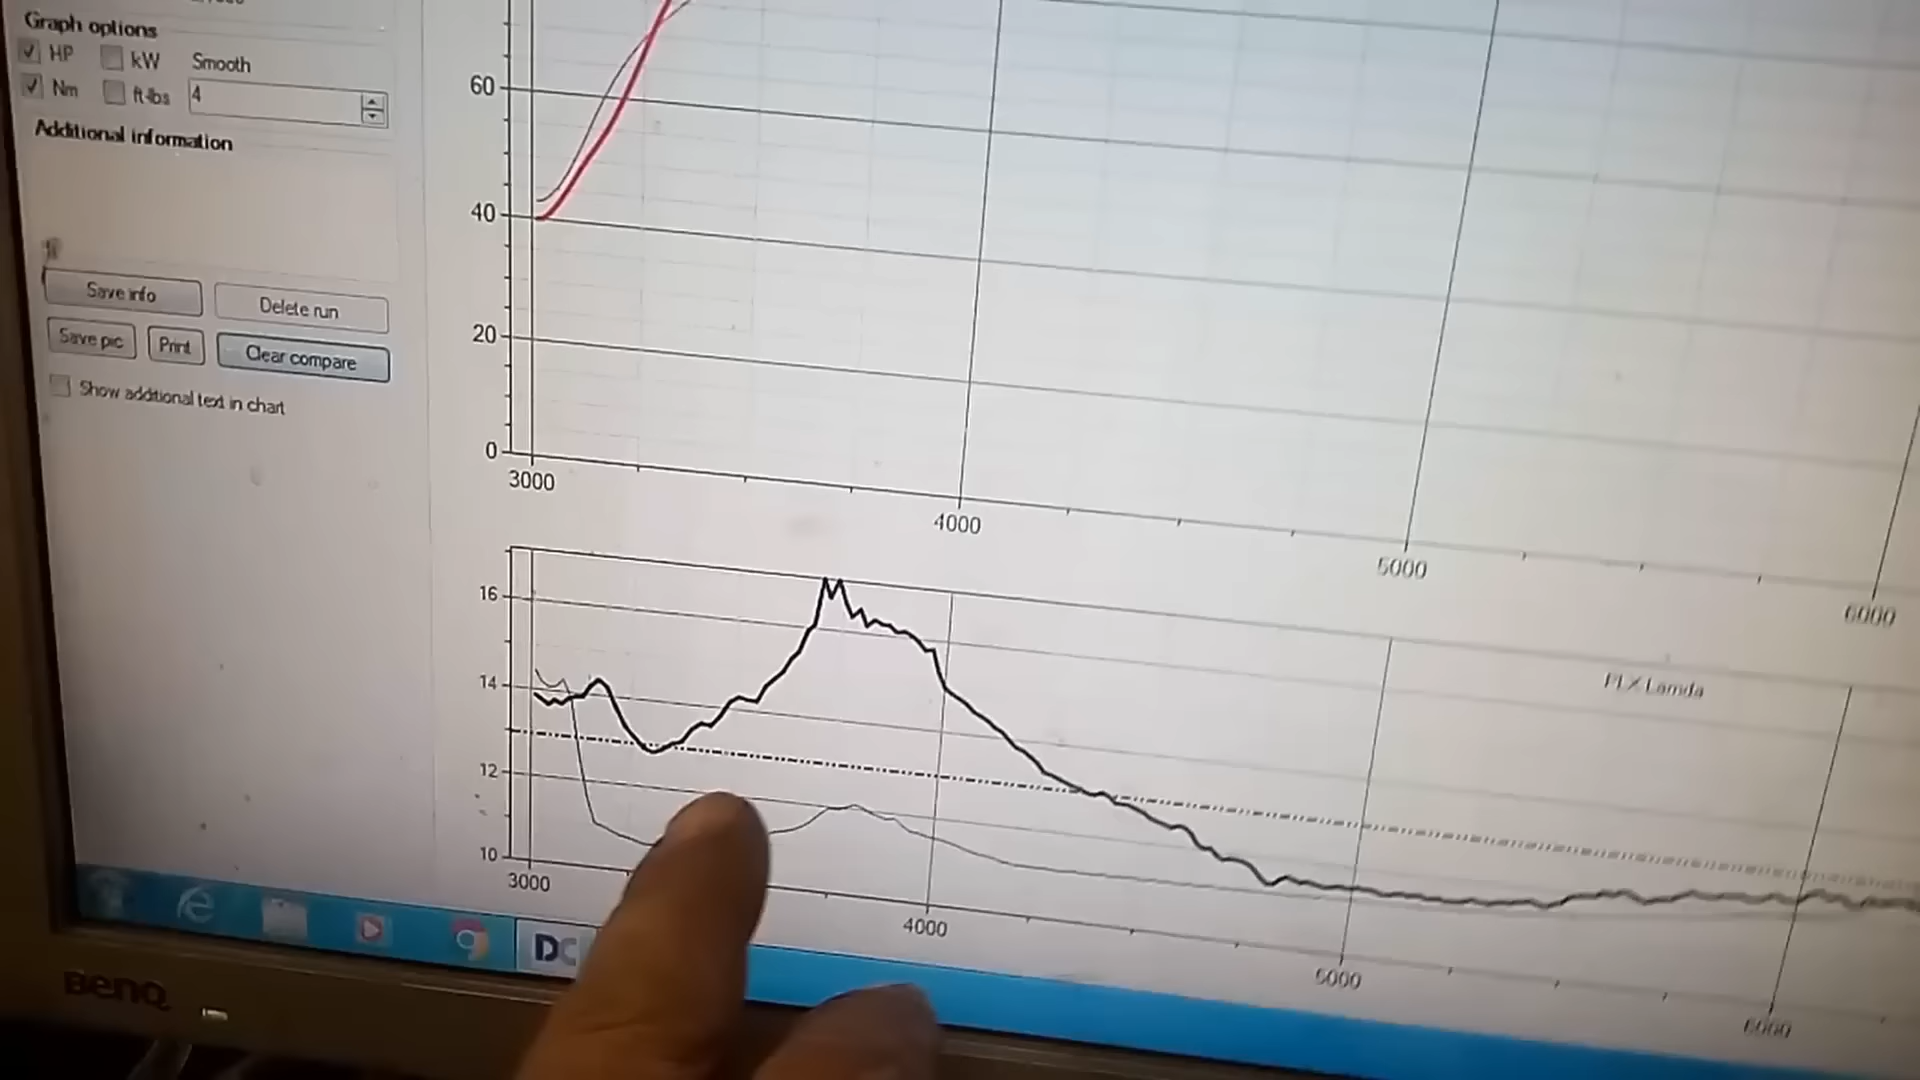 Graph options
HP kW Smooth
Nm ft-lbs 4
Additional information
Save info Delete run
Save pic Print Clear compare
Show additional text in chart
60
40
20
0
3000
4000
5000
6000
16
14
12
10
PLX Lamda
3000
4000
5000
6000
DC
BenQ